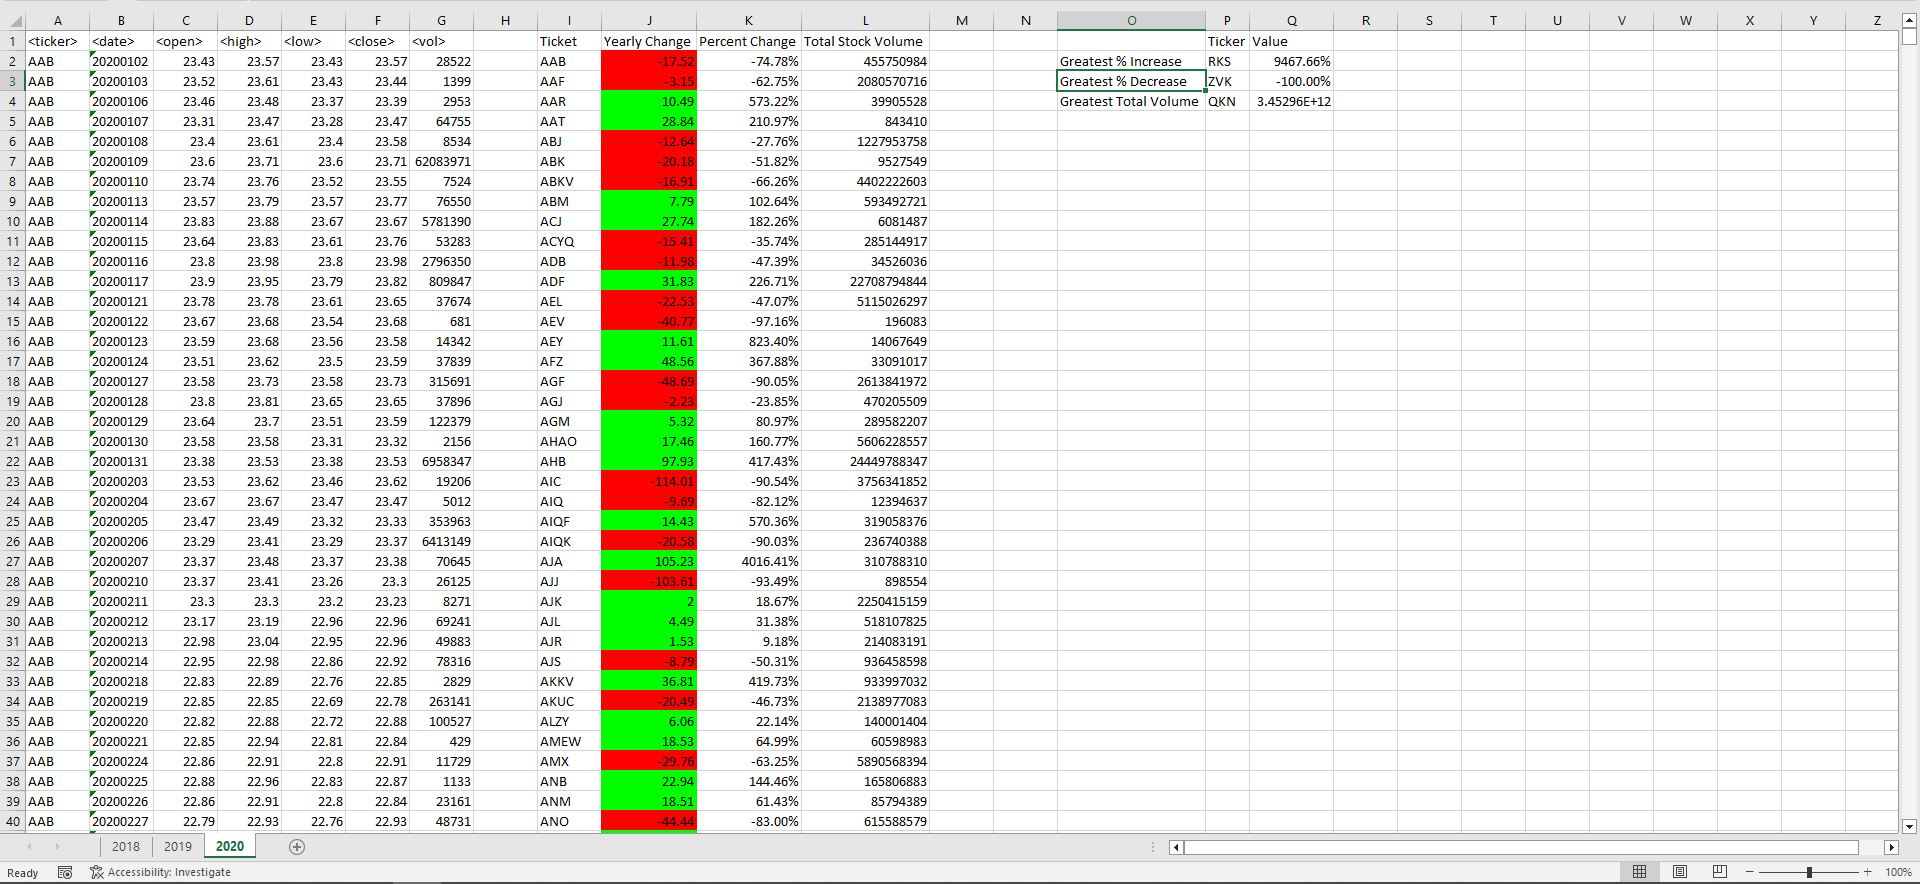 A B C D E F G H I J K L M N O P Q R S T U V W X Y Z
1 <ticker> <date> <open> <high> <low> <close> <vol> Ticket Yearly Change Percent Change Total Stock Volume Ticker Value
2 AAB 20200102 23.43 23.57 23.43 23.57 28522 AAB -17.52 -74.78% 455750984 Greatest % Increase RKS 9467.66%
3 AAB 20200103 23.52 23.61 23.43 23.44 1399 AAF -3.15 -62.75% 2080570716 Greatest % Decrease ZVK -100.00%
4 AAB 20200106 23.46 23.48 23.37 23.39 2953 AAR 10.49 573.22% 39905528 Greatest Total Volume QKN 3.45296E+12
5 AAB 20200107 23.31 23.47 23.28 23.47 64755 AAT 28.84 210.97% 843410
6 AAB 20200108 23.4 23.61 23.4 23.58 8534 ABJ -12.64 -27.76% 1227953758
7 AAB 20200109 23.6 23.71 23.6 23.71 62083971 ABK -20.18 -51.82% 9527549
8 AAB 20200110 23.74 23.76 23.52 23.55 7524 ABKV -16.91 -66.26% 4402222603
9 AAB 20200113 23.57 23.79 23.57 23.77 76550 ABM 7.79 102.64% 593492721
10 AAB 20200114 23.83 23.88 23.67 23.67 5781390 ACJ 27.74 182.26% 6081487
11 AAB 20200115 23.64 23.83 23.61 23.76 53283 ACYQ -15.41 -35.74% 285144917
12 AAB 20200116 23.8 23.98 23.8 23.98 2796350 ADB -11.98 -47.39% 34526036
13 AAB 20200117 23.9 23.95 23.79 23.82 809847 ADF 31.83 226.71% 22708794844
14 AAB 20200121 23.78 23.78 23.61 23.65 37674 AEL -22.53 -47.07% 5115026297
15 AAB 20200122 23.67 23.68 23.54 23.68 681 AEV -40.77 -97.16% 196083
16 AAB 20200123 23.59 23.68 23.56 23.58 14342 AEY 11.61 823.40% 14067649
17 AAB 20200124 23.51 23.62 23.5 23.59 37839 AFZ 48.56 367.88% 33091017
18 AAB 20200127 23.58 23.73 23.58 23.73 315691 AGF -48.69 -90.05% 2613841972
19 AAB 20200128 23.8 23.81 23.65 23.65 37896 AGJ -2.23 -23.85% 470205509
20 AAB 20200129 23.64 23.7 23.51 23.59 122379 AGM 5.32 80.97% 289582207
21 AAB 20200130 23.58 23.58 23.31 23.32 2156 AHAO 17.46 160.77% 5606228557
22 AAB 20200131 23.38 23.53 23.38 23.53 6958347 AHB 97.93 417.43% 24449788347
23 AAB 20200203 23.53 23.62 23.46 23.62 19206 AIC -114.01 -90.54% 3756341852
24 AAB 20200204 23.67 23.67 23.47 23.47 5012 AIQ -9.69 -82.12% 12394637
25 AAB 20200205 23.47 23.49 23.32 23.33 353963 AIQF 14.43 570.36% 319058376
26 AAB 20200206 23.29 23.41 23.29 23.37 6413149 AIQK -20.58 -90.03% 236740388
27 AAB 20200207 23.37 23.48 23.37 23.38 70645 AJA 105.23 4016.41% 310788310
28 AAB 20200210 23.37 23.41 23.26 23.3 26125 AJJ -103.61 -93.49% 898554
29 AAB 20200211 23.3 23.3 23.2 23.23 8271 AJK 2 18.67% 2250415159
30 AAB 20200212 23.17 23.19 22.96 22.96 69241 AJL 4.49 31.38% 518107825
31 AAB 20200213 22.98 23.04 22.95 22.96 49883 AJR 1.53 9.18% 214083191
32 AAB 20200214 22.95 22.98 22.86 22.92 78316 AJS -8.79 -50.31% 936458598
33 AAB 20200218 22.83 22.89 22.76 22.85 2829 AKKV 36.81 419.73% 933997032
34 AAB 20200219 22.85 22.85 22.69 22.78 263141 AKUC -20.49 -46.73% 2138977083
35 AAB 20200220 22.82 22.88 22.72 22.88 100527 ALZY 6.06 22.14% 140001404
36 AAB 20200221 22.85 22.94 22.81 22.84 429 AMEW 18.53 64.99% 60598983
37 AAB 20200224 22.86 22.91 22.8 22.91 11729 AMX -29.76 -63.25% 5890568394
38 AAB 20200225 22.88 22.96 22.83 22.87 1133 ANB 22.94 144.46% 165806883
39 AAB 20200226 22.86 22.91 22.8 22.84 23161 ANM 18.51 61.43% 85794389
40 AAB 20200227 22.79 22.93 22.76 22.93 48731 ANO -44.44 -83.00% 615588579
2018 2019 2020
Ready Accessibility: Investigate 100%